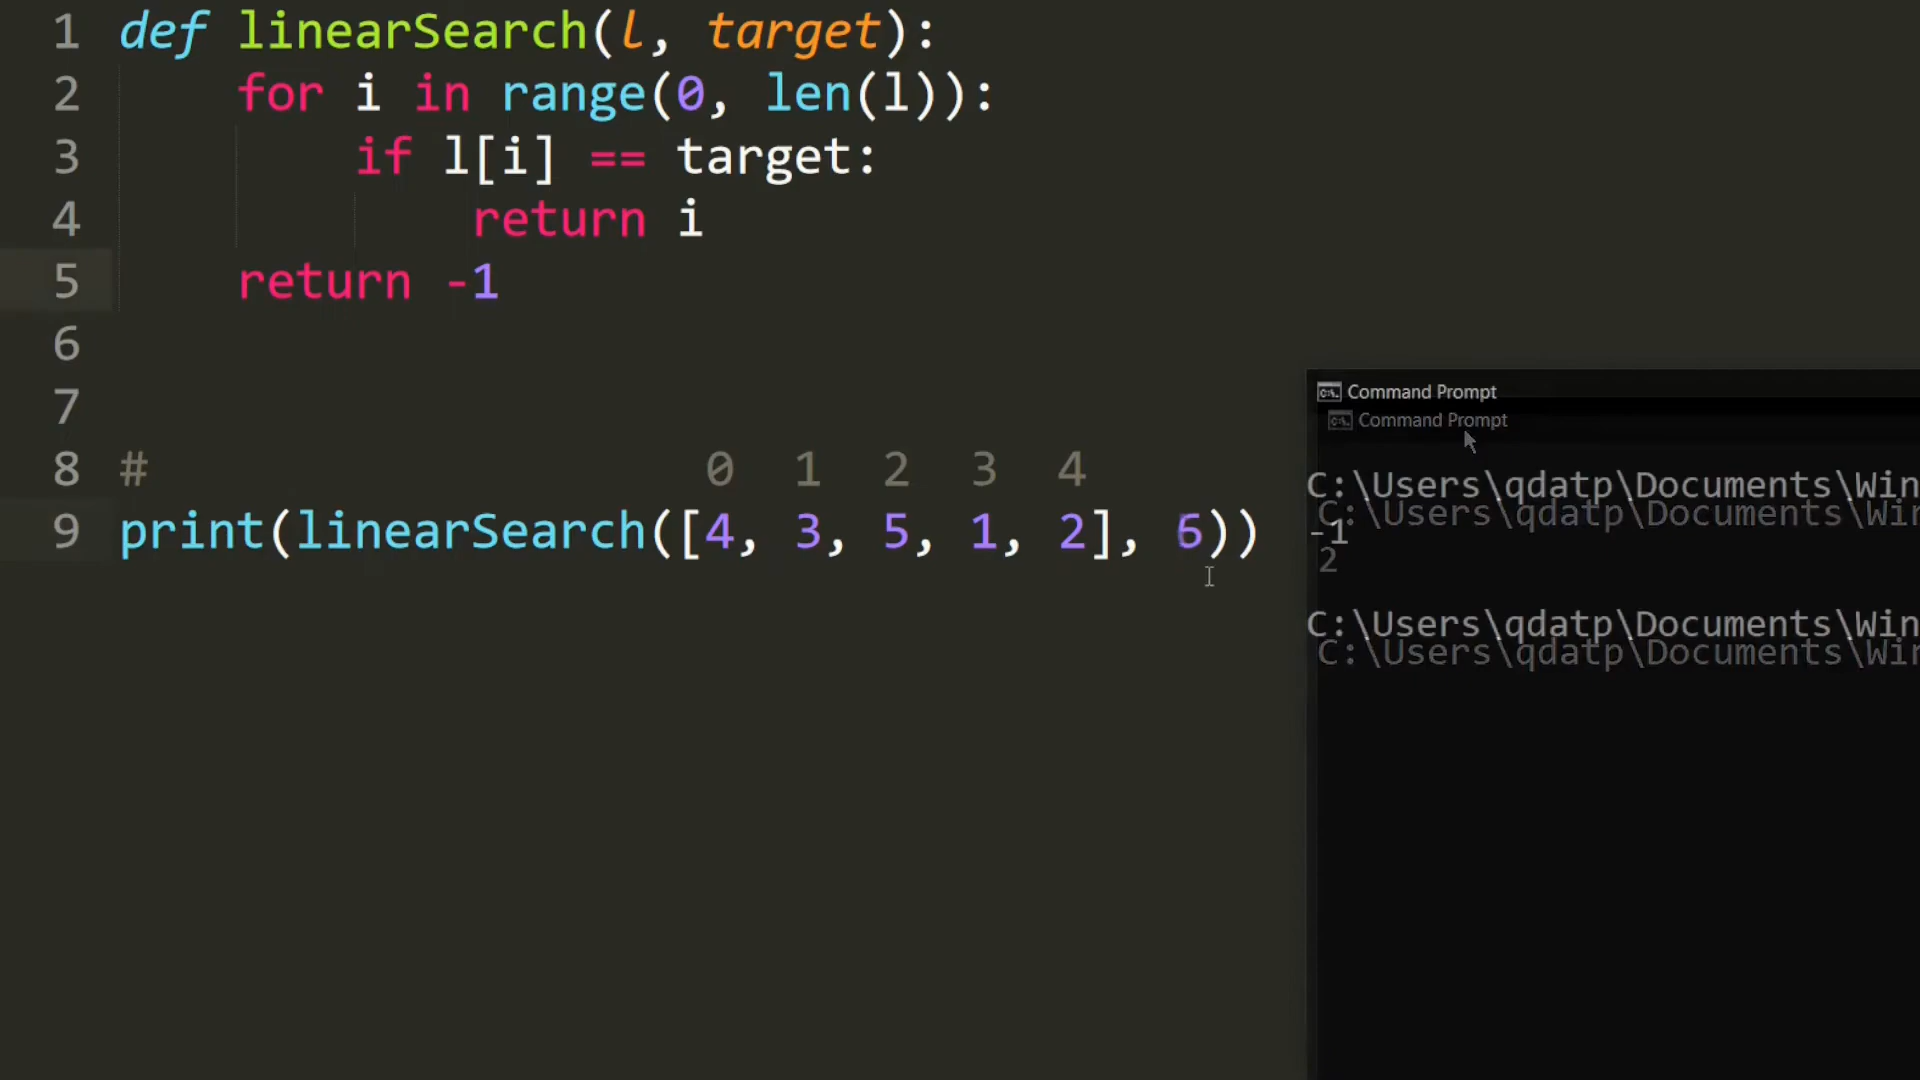 1 def linearSearch(l, target):
2 for i in range(0, len(l)):
3 if l[i] == target:
4 return i
5 return -1
6
7
8 # 0 1 2 3 4
9 print(linearSearch([4, 3, 5, 1, 2], 6))
Command Prompt
Command Prompt
C:\Users\qdatp\Documents\Win
C:\Users\qdatp\Documents\Win
-1
2
C:\Users\qdatp\Documents\Win
C:\Users\qdatp\Documents\Win